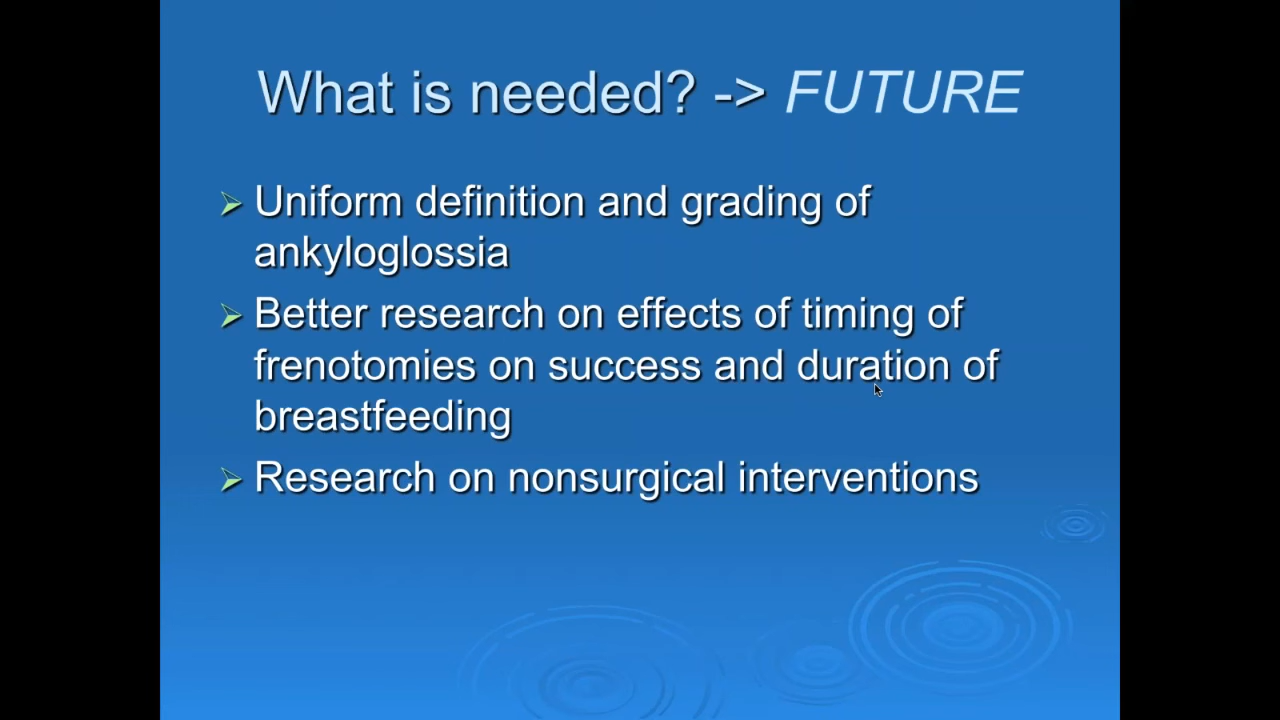 What is needed? -> FUTURE
Uniform definition and grading of
ankyloglossia
Better research on effects of timing of
frenotomies on success and duration of
breastfeeding
Research on nonsurgical interventions